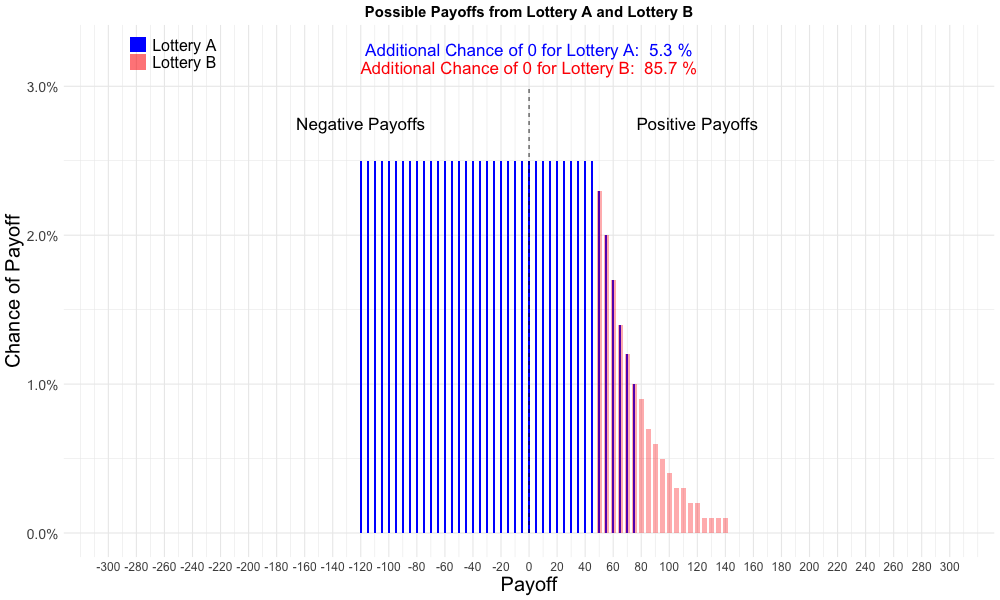 Possible Payoffs from Lottery A and Lottery B
Lottery A
Lottery B
Additional Chance of 0 for Lottery A:  5.3 %
Additional Chance of 0 for Lottery B:  85.7 %
Negative Payoffs
Positive Payoffs
Chance of Payoff
3.0%
2.0%
1.0%
0.0%
-300 -280 -260 -240 -220 -200 -180 -160 -140 -120 -100 -80 -60 -40 -20 0 20 40 60 80 100 120 140 160 180 200 220 240 260 280 300
Payoff